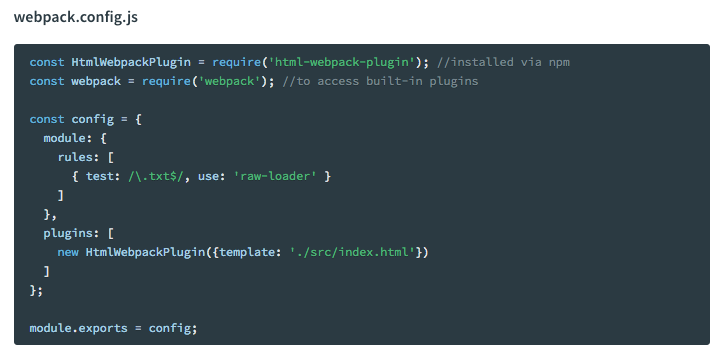 webpack.config.js
const HtmlWebpackPlugin = require('html-webpack-plugin'); //installed via npm
const webpack = require('webpack'); //to access built-in plugins

const config = {
  module: {
    rules: [
      { test: /\.txt$/, use: 'raw-loader' }
    ]
  },
  plugins: [
    new HtmlWebpackPlugin({template: './src/index.html'})
  ]
};

module.exports = config;